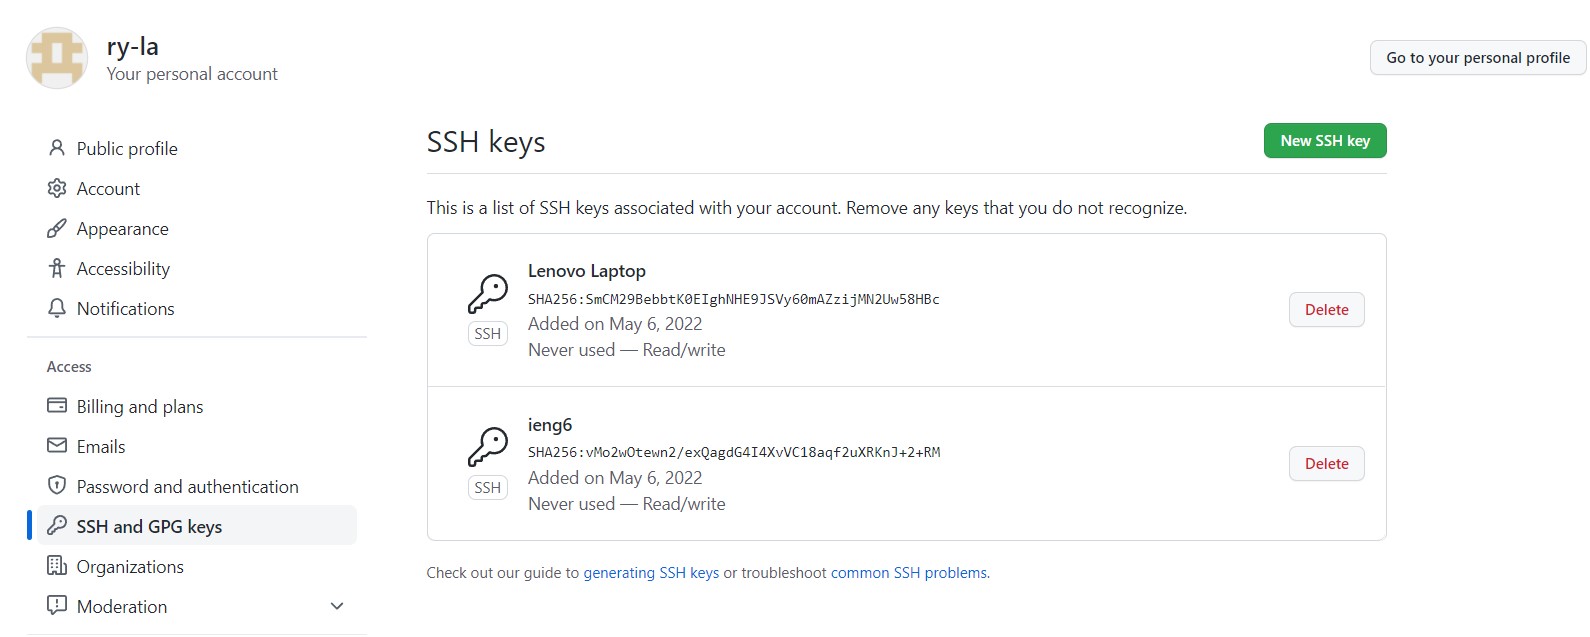 ry-la
Your personal account
Go to your personal profile
Public profile
Account
Appearance
Accessibility
Notifications
Access
Billing and plans
Emails
Password and authentication
SSH and GPG keys
Organizations
Moderation
SSH keys
New SSH key
This is a list of SSH keys associated with your account. Remove any keys that you do not recognize.
Lenovo Laptop
SHA256:SmCM29BebbtK0EIghNHE9JSVy60mAZzijMN2Uw58HBc
Added on May 6, 2022
Never used — Read/write
SSH
Delete
ieng6
SHA256:vMo2wOtewn2/exQagdG4I4XvVC18aqf2uXRKnJ+2+RM
Added on May 6, 2022
Never used — Read/write
SSH
Delete
Check out our guide to generating SSH keys or troubleshoot common SSH problems.